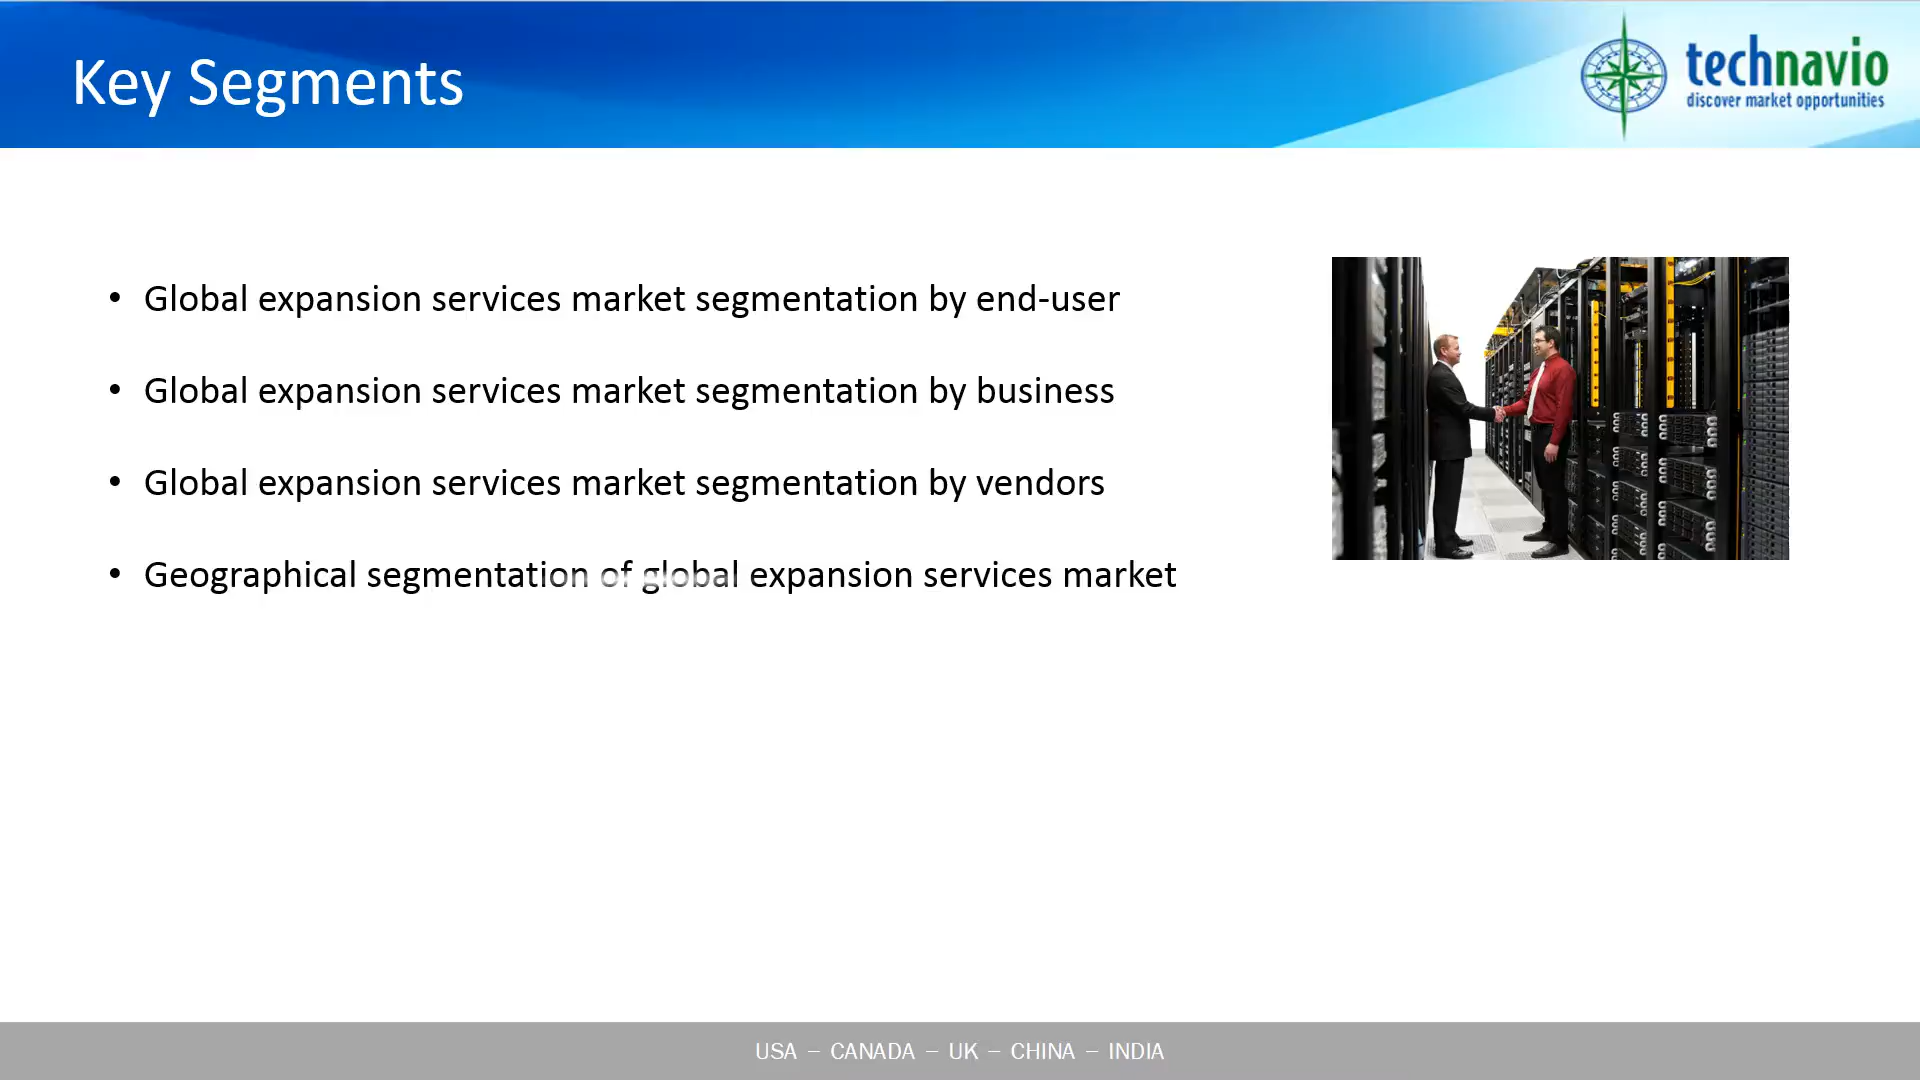 Key Segments
technavio
discover market opportunities
• Global expansion services market segmentation by end-user
• Global expansion services market segmentation by business
• Global expansion services market segmentation by vendors
• Geographical segmentation of global expansion services market
USA – CANADA – UK – CHINA – INDIA